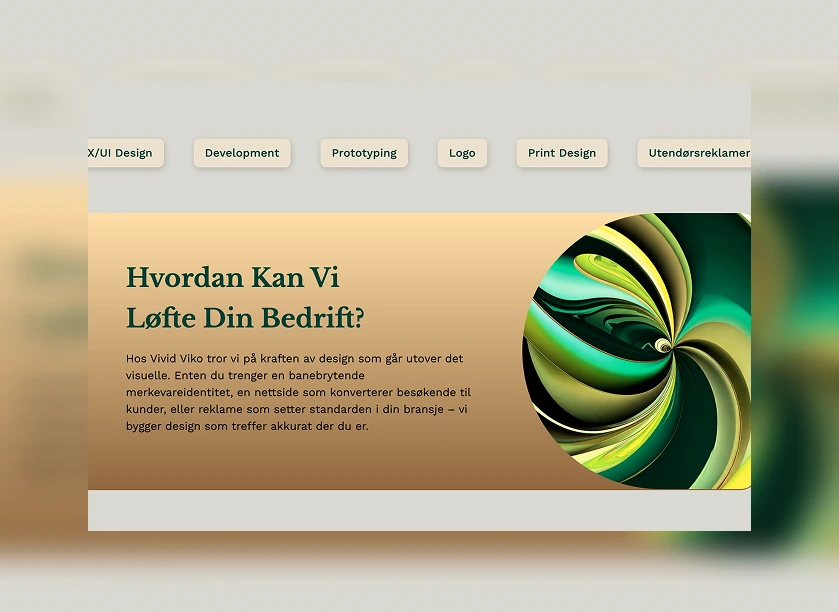 X/UI Design Development Prototyping Logo Print Design Utendørsreklamer
Hvordan Kan Vi
Løfte Din Bedrift?
Hos Vivid Viko tror vi på kraften av design som går utover det
visuelle. Enten du trenger en banebrytende
merkevareidentitet, en nettside som konverterer besøkende til
kunder, eller reklame som setter standarden i din bransje – vi
bygger design som treffer akkurat der du er.